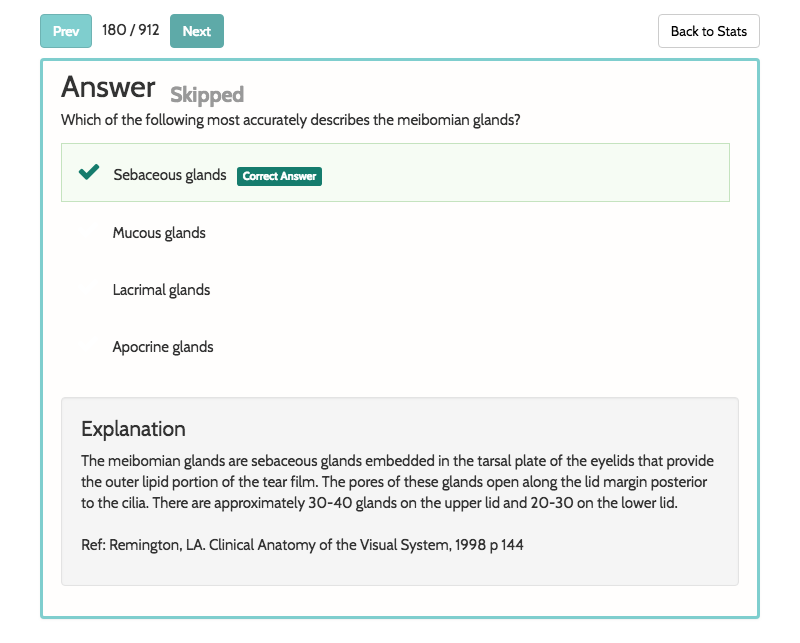 Prev 180 / 912 Next Back to Stats
Answer Skipped
Which of the following most accurately describes the meibomian glands?
Sebaceous glands Correct Answer
Mucous glands
Lacrimal glands
Apocrine glands
Explanation
The meibomian glands are sebaceous glands embedded in the tarsal plate of the eyelids that provide
the outer lipid portion of the tear film. The pores of these glands open along the lid margin posterior
to the cilia. There are approximately 30-40 glands on the upper lid and 20-30 on the lower lid.
Ref: Remington, LA. Clinical Anatomy of the Visual System, 1998 p 144